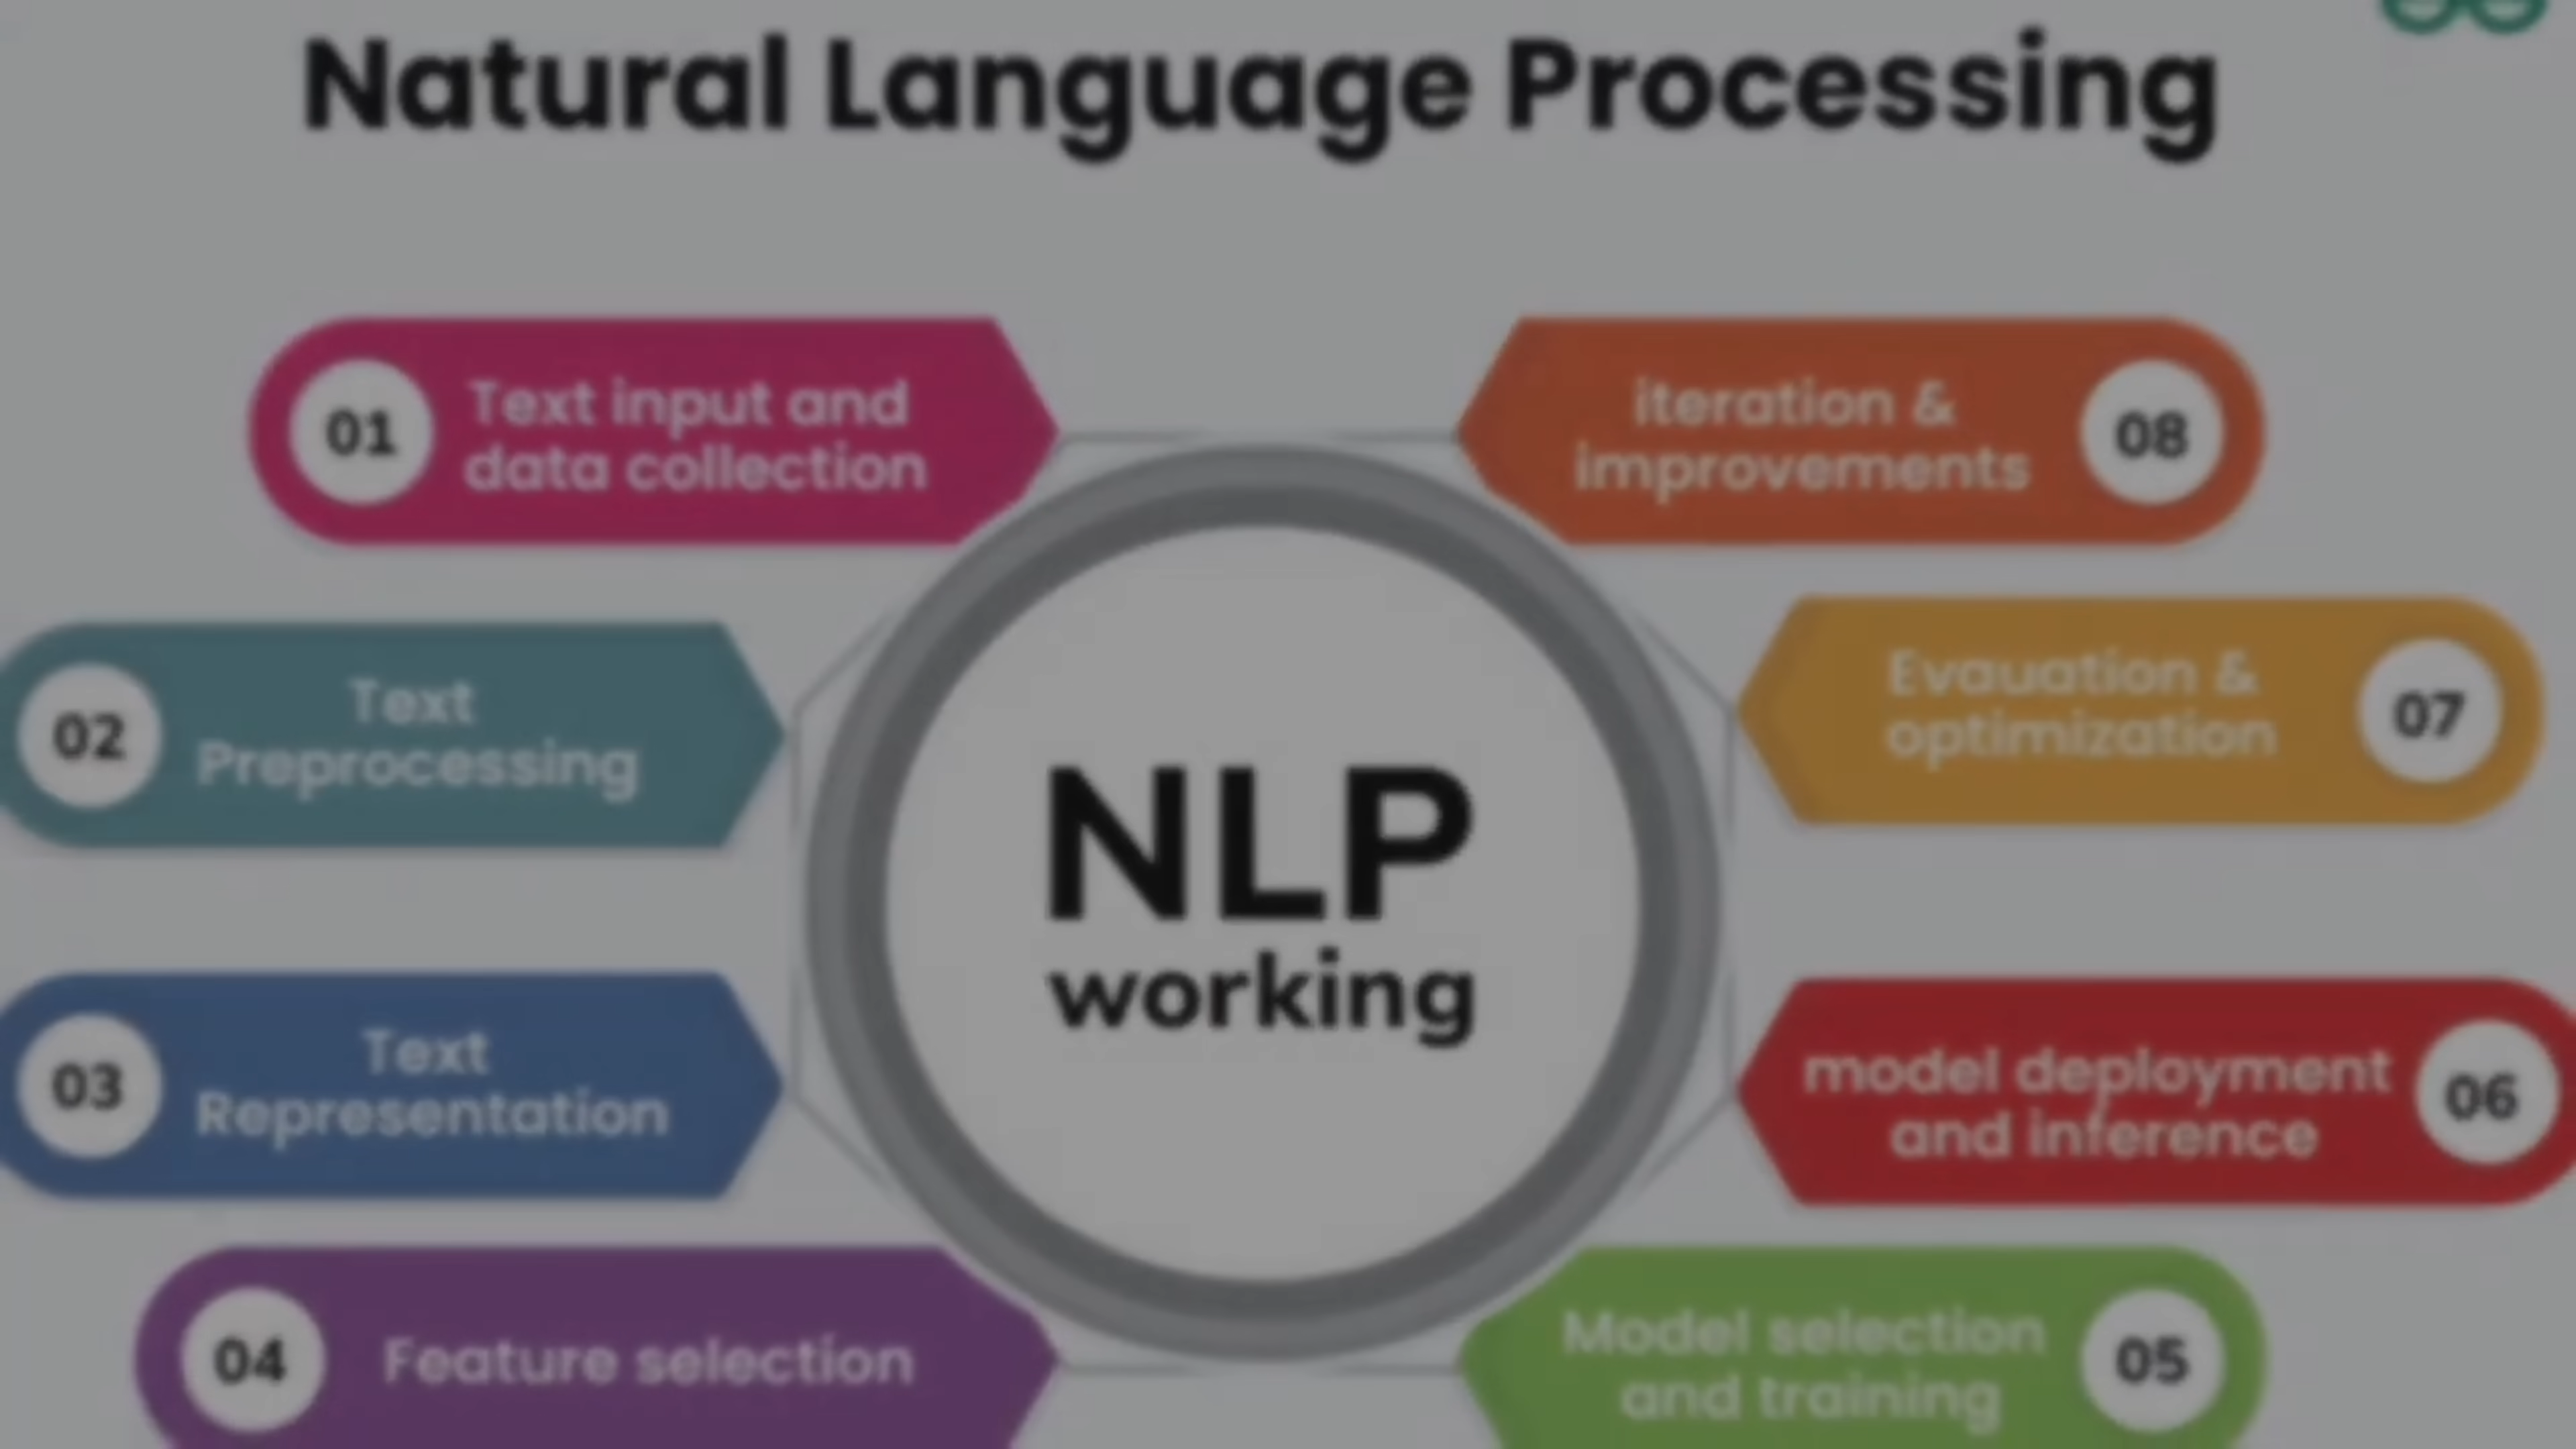 Natural Language Processing
01
Text input and
data collection
02
Text
Preprocessing
03
Text
Representation
04
Feature selection
NLP
working
iteration &
improvements
08
Evauation &
optimization
07
model deployment
and inference
06
Model selection
and training
05